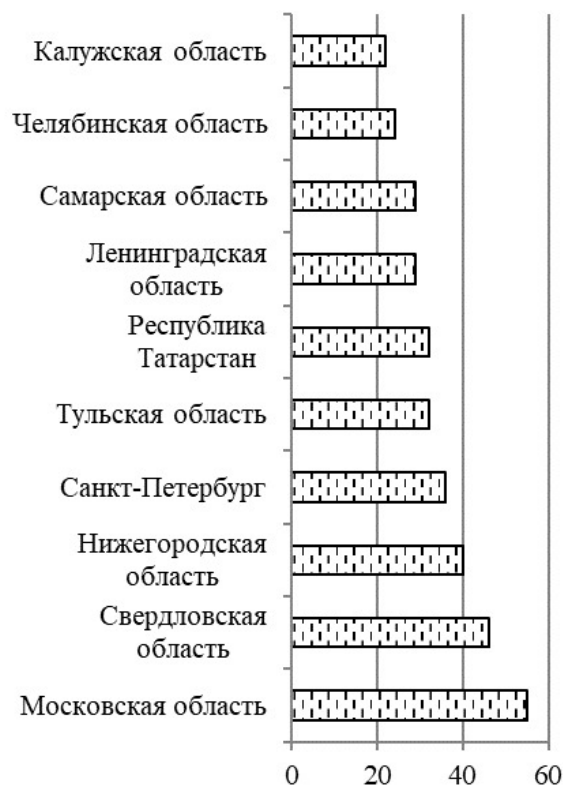 Калужская область
Челябинская область
Самарская область
Ленинградская
область
Республика
Татарстан
Тульская область
Санкт-Петербург
Нижегородская
область
Свердловская
область
Московская область
0 20 40 60